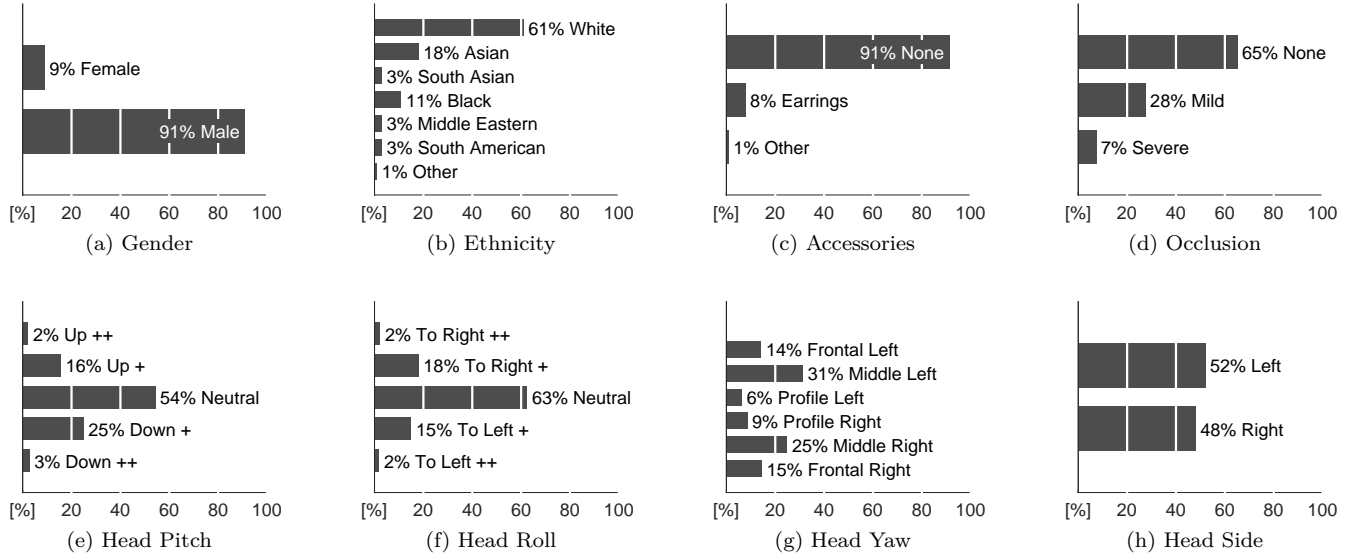 9% Female
91% Male
[%] 20 40 60 80 100
(a) Gender
61% White
18% Asian
3% South Asian
11% Black
3% Middle Eastern
3% South American
1% Other
[%] 20 40 60 80 100
(b) Ethnicity
91% None
8% Earrings
1% Other
[%] 20 40 60 80 100
(c) Accessories
65% None
28% Mild
7% Severe
[%] 20 40 60 80 100
(d) Occlusion
2% Up ++
16% Up +
54% Neutral
25% Down +
3% Down ++
[%] 20 40 60 80 100
(e) Head Pitch
2% To Right ++
18% To Right +
63% Neutral
15% To Left +
2% To Left ++
[%] 20 40 60 80 100
(f) Head Roll
14% Frontal Left
31% Middle Left
6% Profile Left
9% Profile Right
25% Middle Right
15% Frontal Right
[%] 20 40 60 80 100
(g) Head Yaw
52% Left
48% Right
[%] 20 40 60 80 100
(h) Head Side